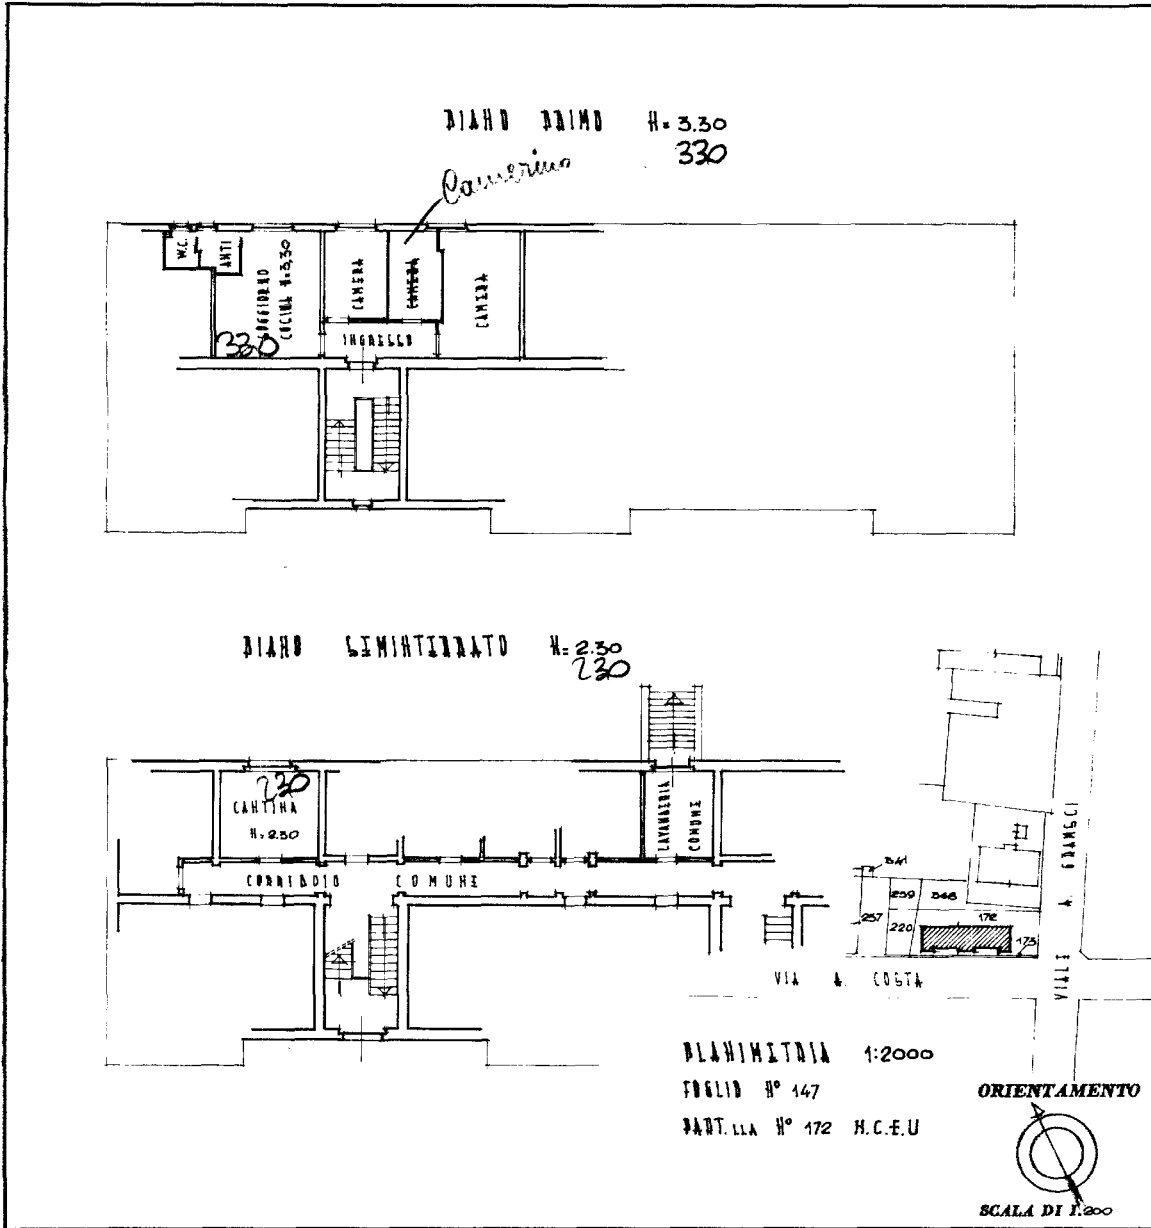 PIANO PRIMO H=3.30
330
Camerino
W.C.
ANTI
SOGGIORNO
CUCINA H=3,30
330
CAMERA
CAMERA
CAMERA
INGRESSO
PIANO SEMINTERRATO H=2.30
230
230
CANTINA
H=2.30
LAVANDERIA
COMUNE
CORRIDOIO COMUNE
341
239
348
237
220
172
173
VIALE A. GRAMSCI
VIA A. COSTA
PLANIMETRIA 1:2000
FOGLIO N° 147
PART.LLA N° 172 N.C.E.U
ORIENTAMENTO
SCALA DI 1:200